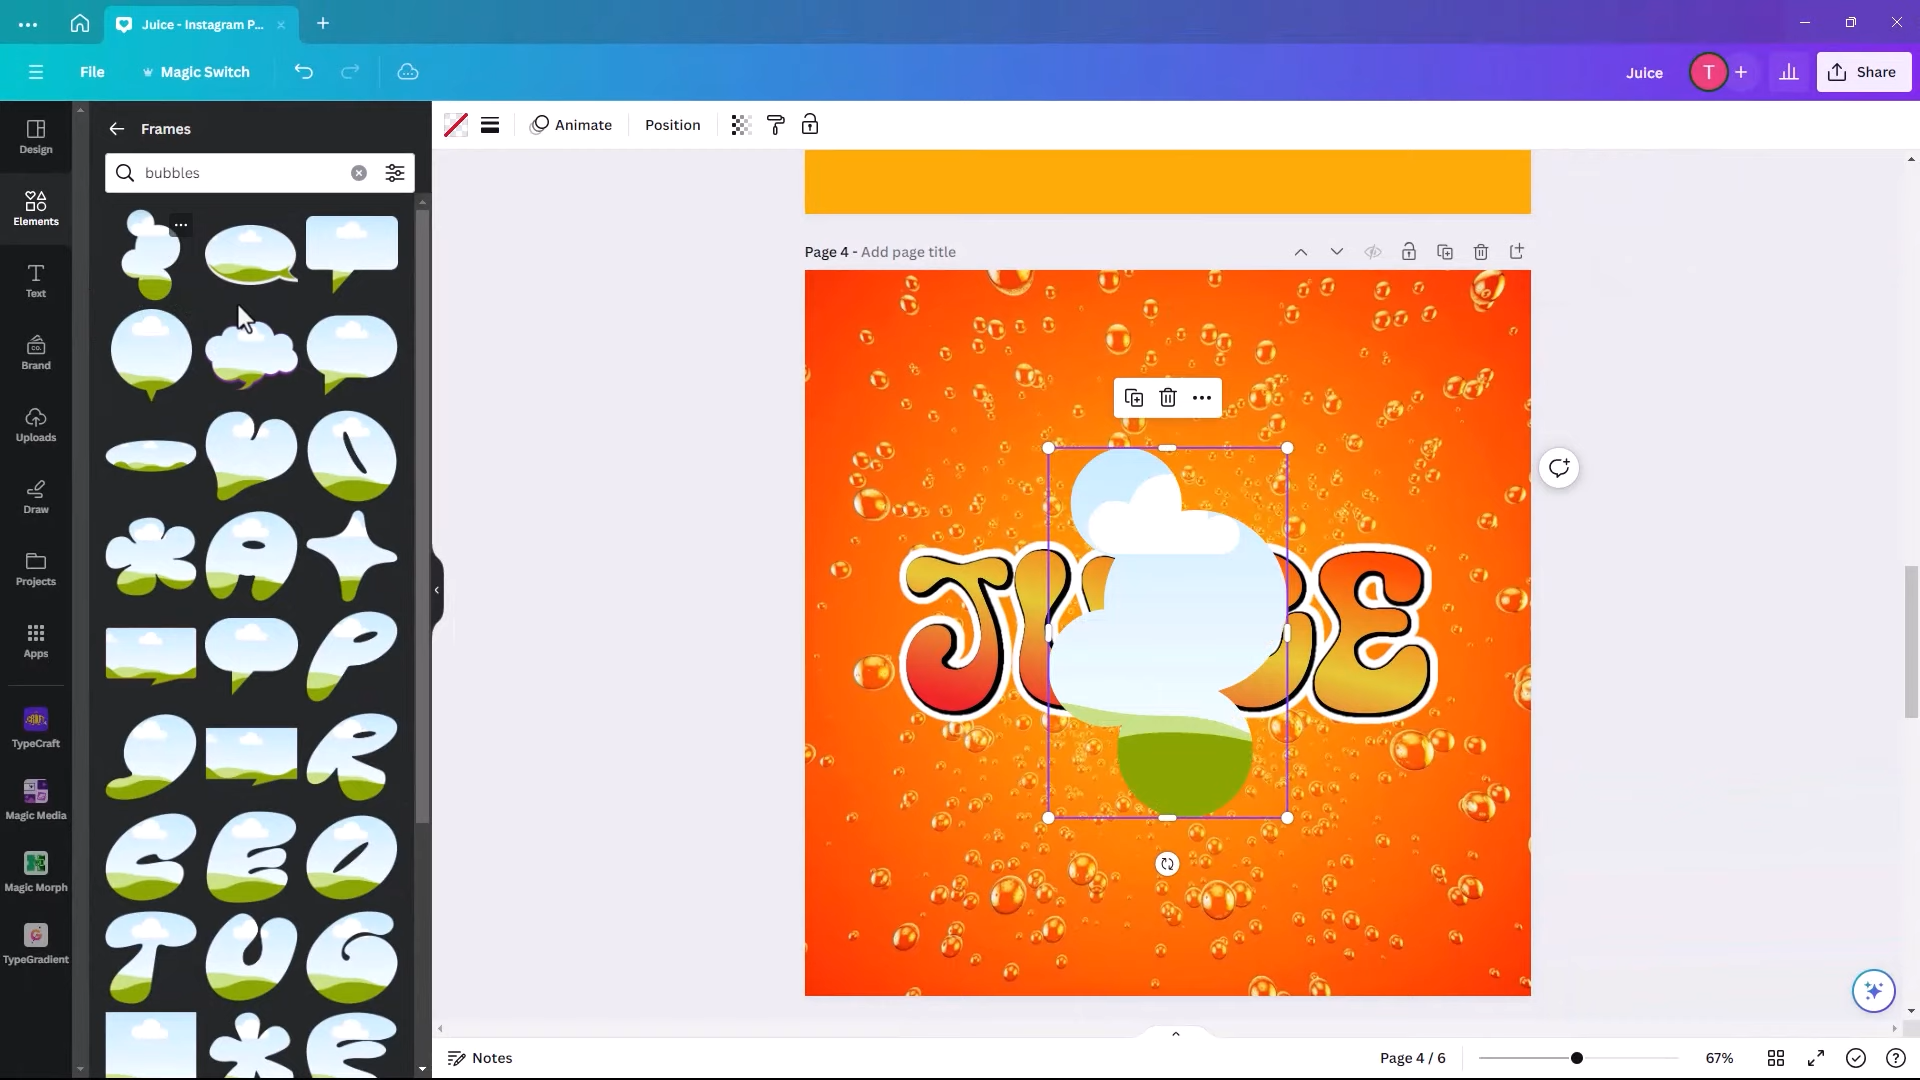 Juice - Instagram P...
File
Magic Switch
Juice
T
Share
Design
Elements
Text
Brand
Uploads
Draw
Projects
Apps
TypeCraft
Magic Media
Magic Morph
TypeGradient
Frames
bubbles
Animate
Position
Page 4 - Add page title
JUICE
Notes
Page 4 / 6
67%